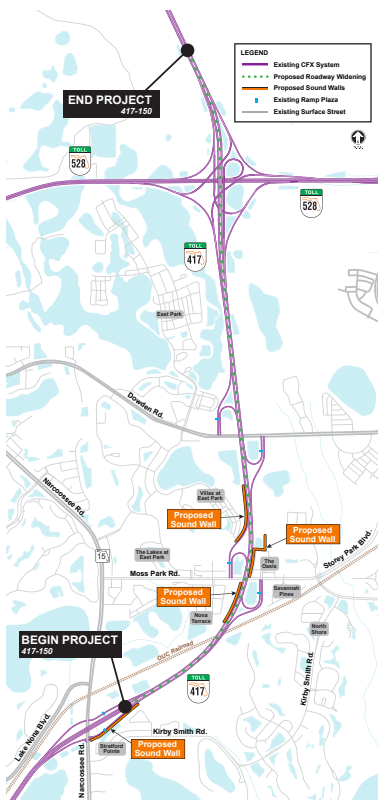 LEGEND
Existing CFX System
Proposed Roadway Widening
Proposed Sound Walls
Existing Ramp Plaza
Existing Surface Street
N
END PROJECT
417-150
TOLL
528
TOLL
528
TOLL
417
East Park
Dowden Rd.
Narcoossee Rd.
Villas at
East Park
Proposed
Sound Wall
Proposed
Sound Wall
Storey Park Blvd.
15
The Lakes at
East Park
The
Oasis
Moss Park Rd.
Proposed
Sound Wall
Savannah
Pines
Nona
Terrace
North
Shore
BEGIN PROJECT
417-150
OUC Railroad
Kirby Smith Rd.
TOLL
417
Lake Nona Blvd.
Narcoossee Rd.
Kirby Smith Rd.
Stratford
Pointe
Proposed
Sound Wall